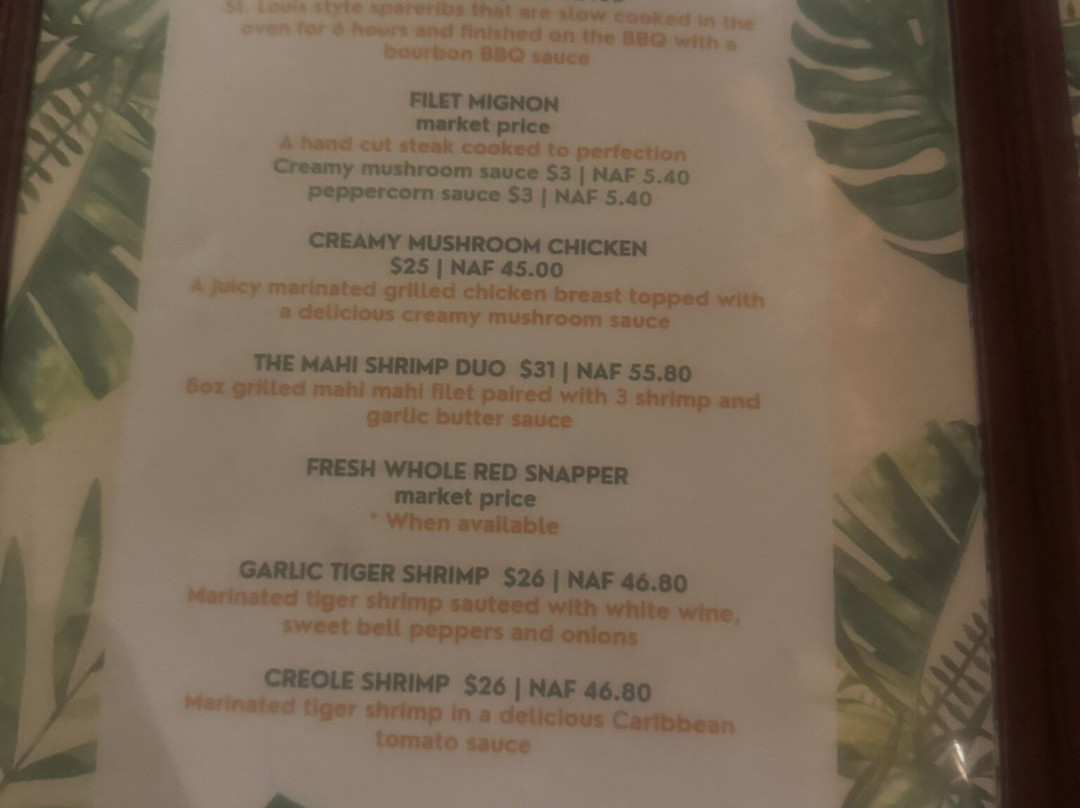 St. Louis style spareribs that are slow cooked in the
oven for 6 hours and finished on the BBQ with a
bourbon BBQ sauce
FILET MIGNON
market price
A hand cut steak cooked to perfection
Creamy mushroom sauce $3 | NAF 5.40
peppercorn sauce $3 | NAF 5.40
CREAMY MUSHROOM CHICKEN
$25 | NAF 45.00
A juicy marinated grilled chicken breast topped with
a delicious creamy mushroom sauce
THE MAHI SHRIMP DUO $31 | NAF 55.80
8oz grilled mahi mahi filet paired with 3 shrimp and
garlic butter sauce
FRESH WHOLE RED SNAPPER
market price
* When available
GARLIC TIGER SHRIMP $26 | NAF 46.80
Marinated tiger shrimp sauteed with white wine,
sweet bell peppers and onions
CREOLE SHRIMP $26 | NAF 46.80
Marinated tiger shrimp in a delicious Caribbean
tomato sauce